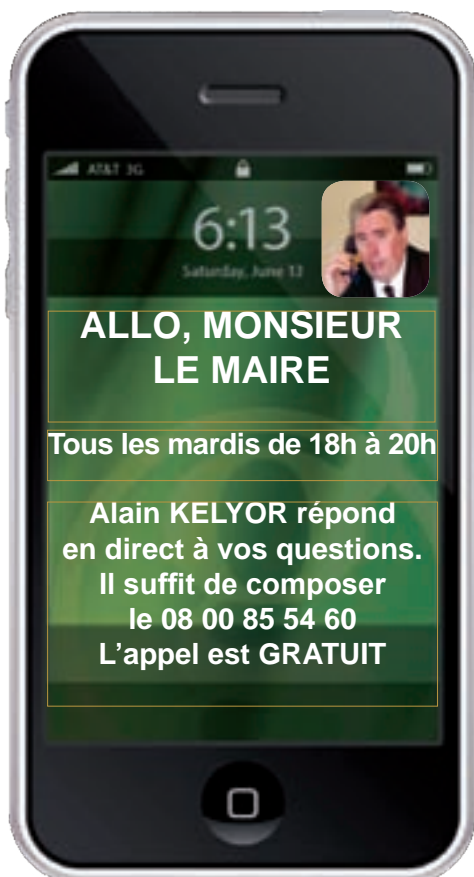 AT&T 3G
6:13
Saturday, June 13
ALLO, MONSIEUR
LE MAIRE
Tous les mardis de 18h à 20h
Alain KELYOR répond
en direct à vos questions.
Il suffit de composer
le 08 00 85 54 60
L’appel est GRATUIT